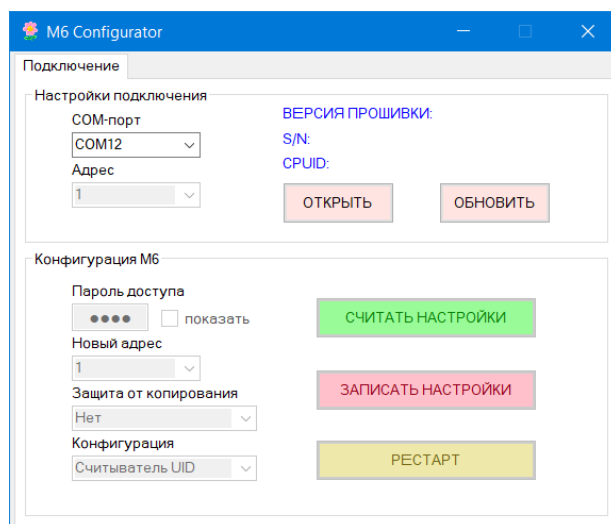 M6 Configurator
Подключение
Настройки подключения
COM-порт
COM12
Адрес
1
ВЕРСИЯ ПРОШИВКИ:
S/N:
CPUID:
ОТКРЫТЬ
ОБНОВИТЬ
Конфигурация М6
Пароль доступа
●●●●
показать
Новый адрес
1
Защита от копирования
Нет
Конфигурация
Считыватель UID
СЧИТАТЬ НАСТРОЙКИ
ЗАПИСАТЬ НАСТРОЙКИ
РЕСТАРТ